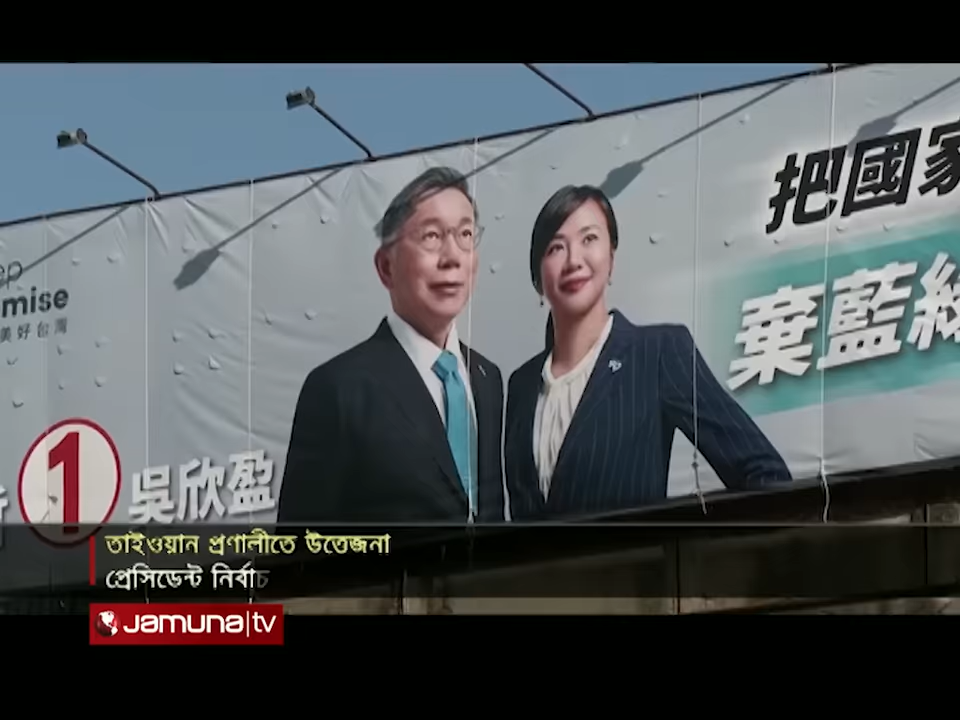 把國家
棄藍綠
ep
mise
美好台灣
1 吳欣盈
তাইওয়ান প্রণালীতে উত্তেজনা
প্রেসিডেন্ট নির্বাচ
Jamuna|tv